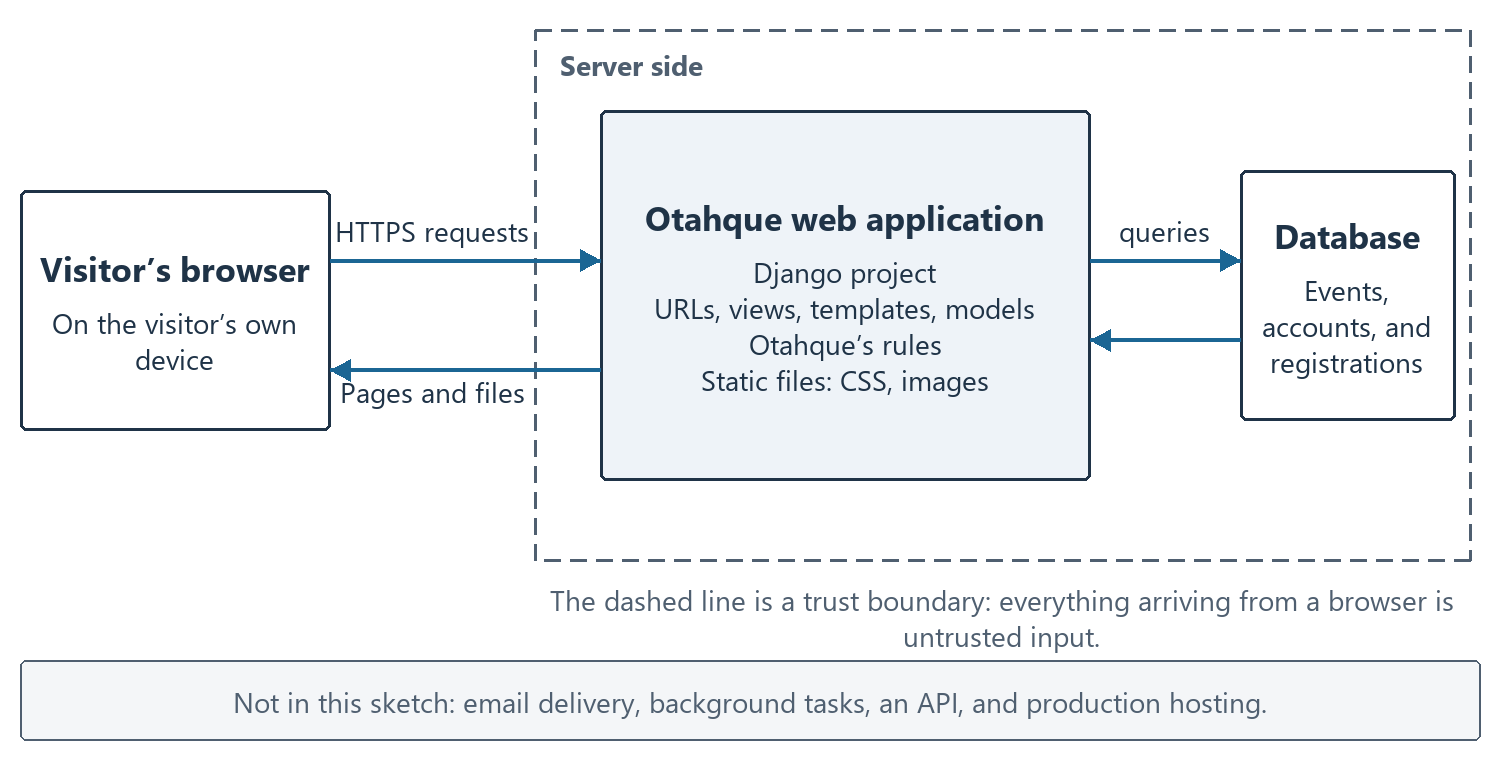 Server side
Visitor’s browser
On the visitor’s own
device
HTTPS requests
Pages and files
Otahque web application
Django project
URLs, views, templates, models
Otahque’s rules
Static files: CSS, images
queries
Database
Events,
accounts, and
registrations
The dashed line is a trust boundary: everything arriving from a browser is
untrusted input.
Not in this sketch: email delivery, background tasks, an API, and production hosting.